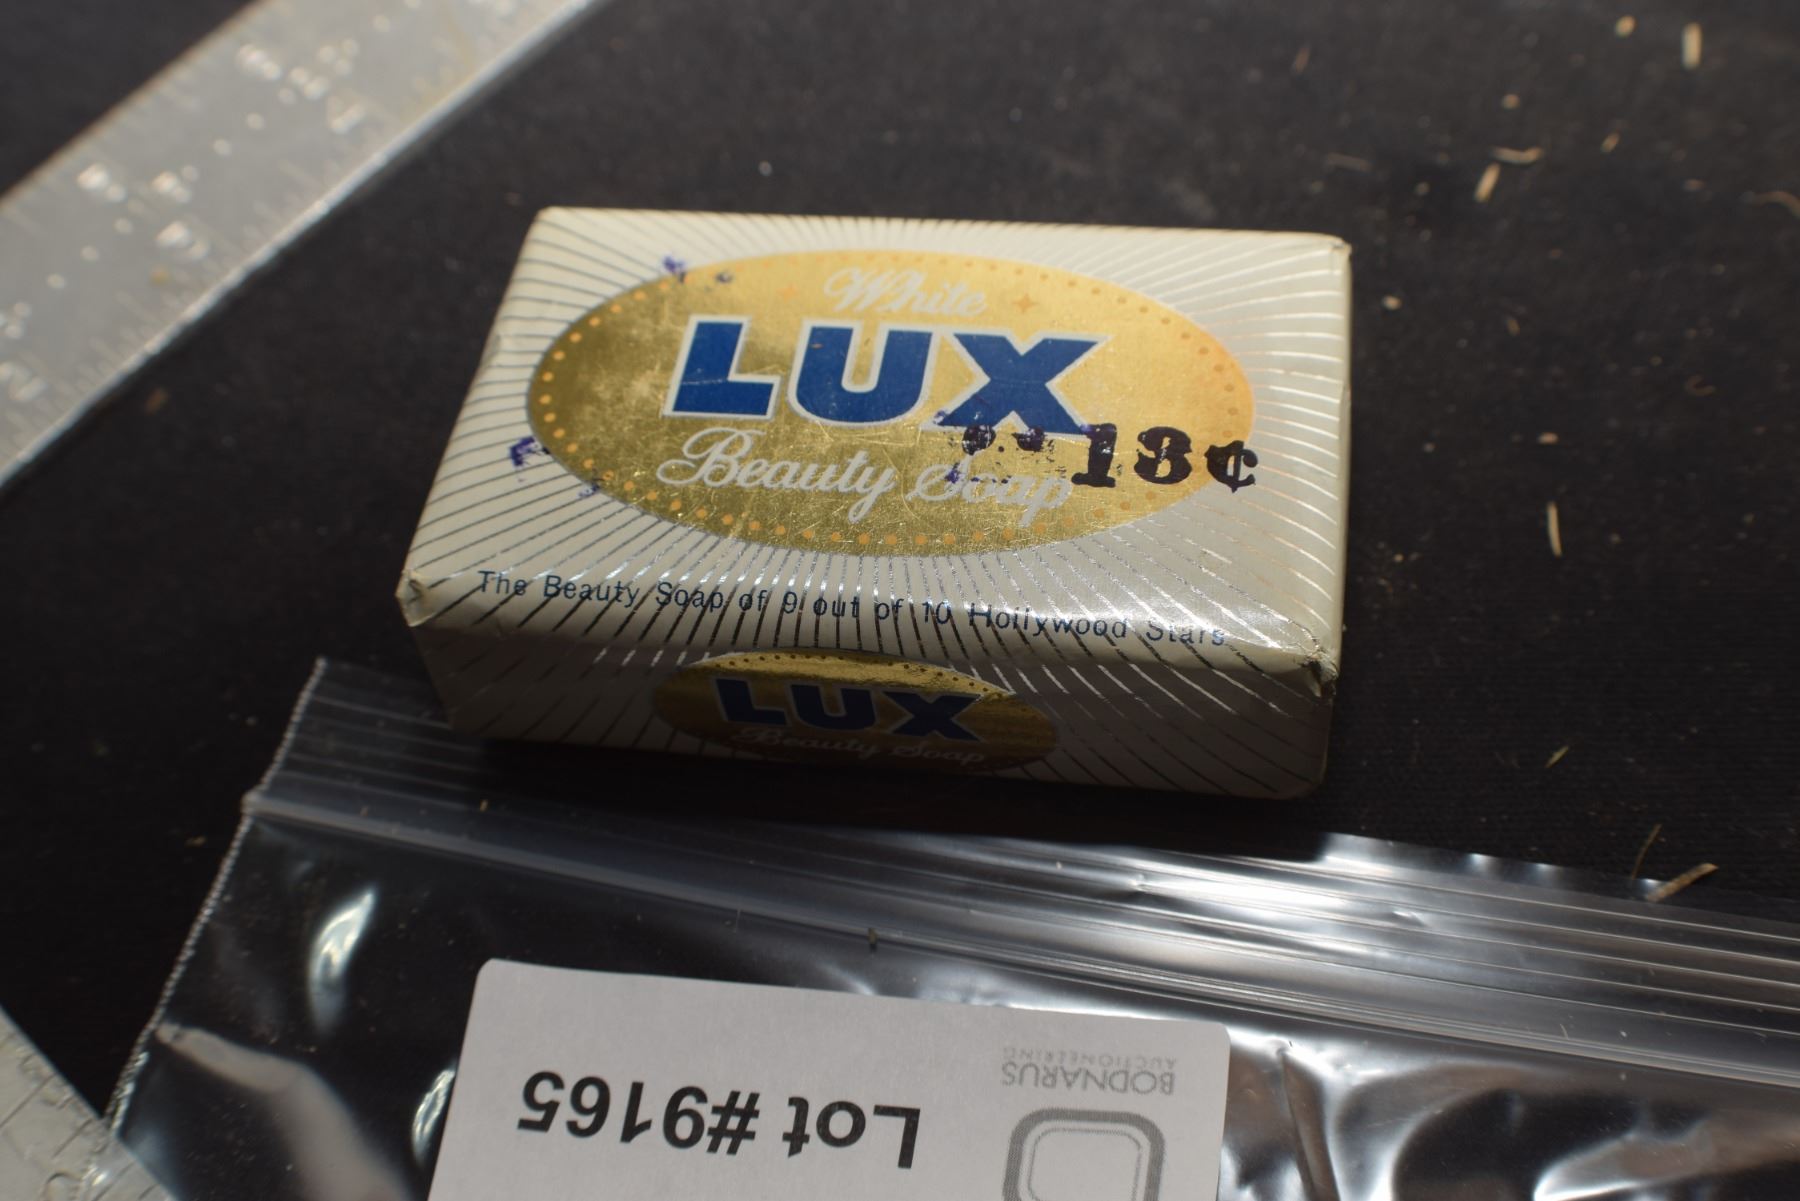 White
LUX
Beauty Soap
13¢
The Beauty Soap of 9 out of 10 Hollywood Stars
LUX
Beauty Soap
BODNARUS
AUCTIONEERING
Lot #9165